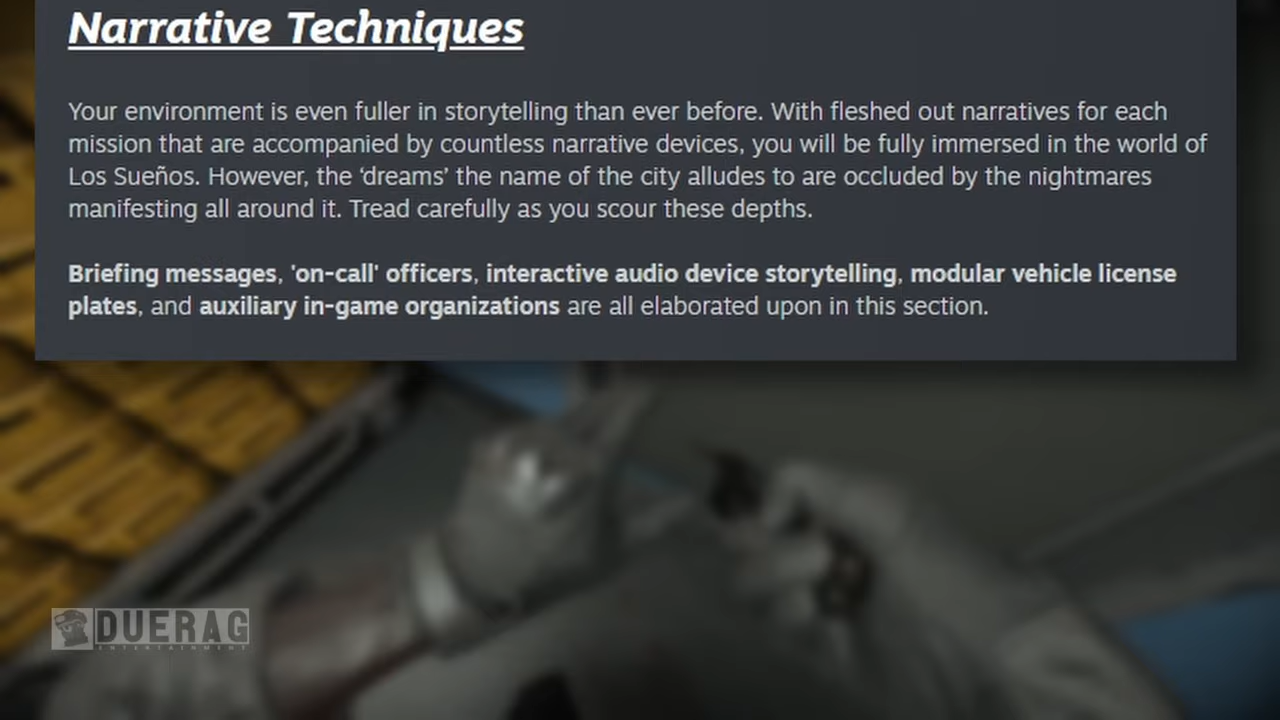 Narrative Techniques
Your environment is even fuller in storytelling than ever before. With fleshed out narratives for each
mission that are accompanied by countless narrative devices, you will be fully immersed in the world of
Los Sueños. However, the ‘dreams’ the name of the city alludes to are occluded by the nightmares
manifesting all around it. Tread carefully as you scour these depths.
Briefing messages, 'on-call' officers, interactive audio device storytelling, modular vehicle license
plates, and auxiliary in-game organizations are all elaborated upon in this section.
DUERAG
ENTERTAINMENT